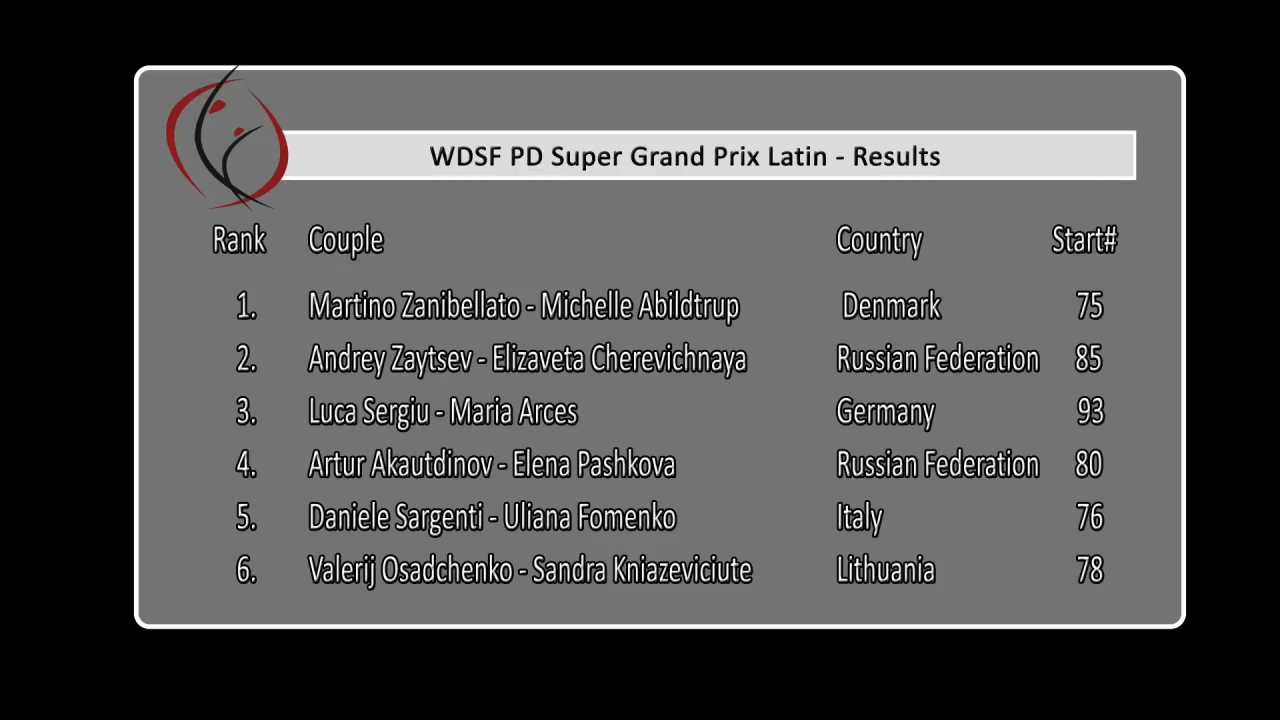 WDSF PD Super Grand Prix Latin - Results
Rank Couple Country Start#
1. Martino Zanibellato - Michelle Abildtrup Denmark 75
2. Andrey Zaytsev - Elizaveta Cherevichnaya Russian Federation 85
3. Luca Sergiu - Maria Arces Germany 93
4. Artur Akautdinov - Elena Pashkova Russian Federation 80
5. Daniele Sargenti - Uliana Fomenko Italy 76
6. Valerij Osadchenko - Sandra Kniazeviciute Lithuania 78